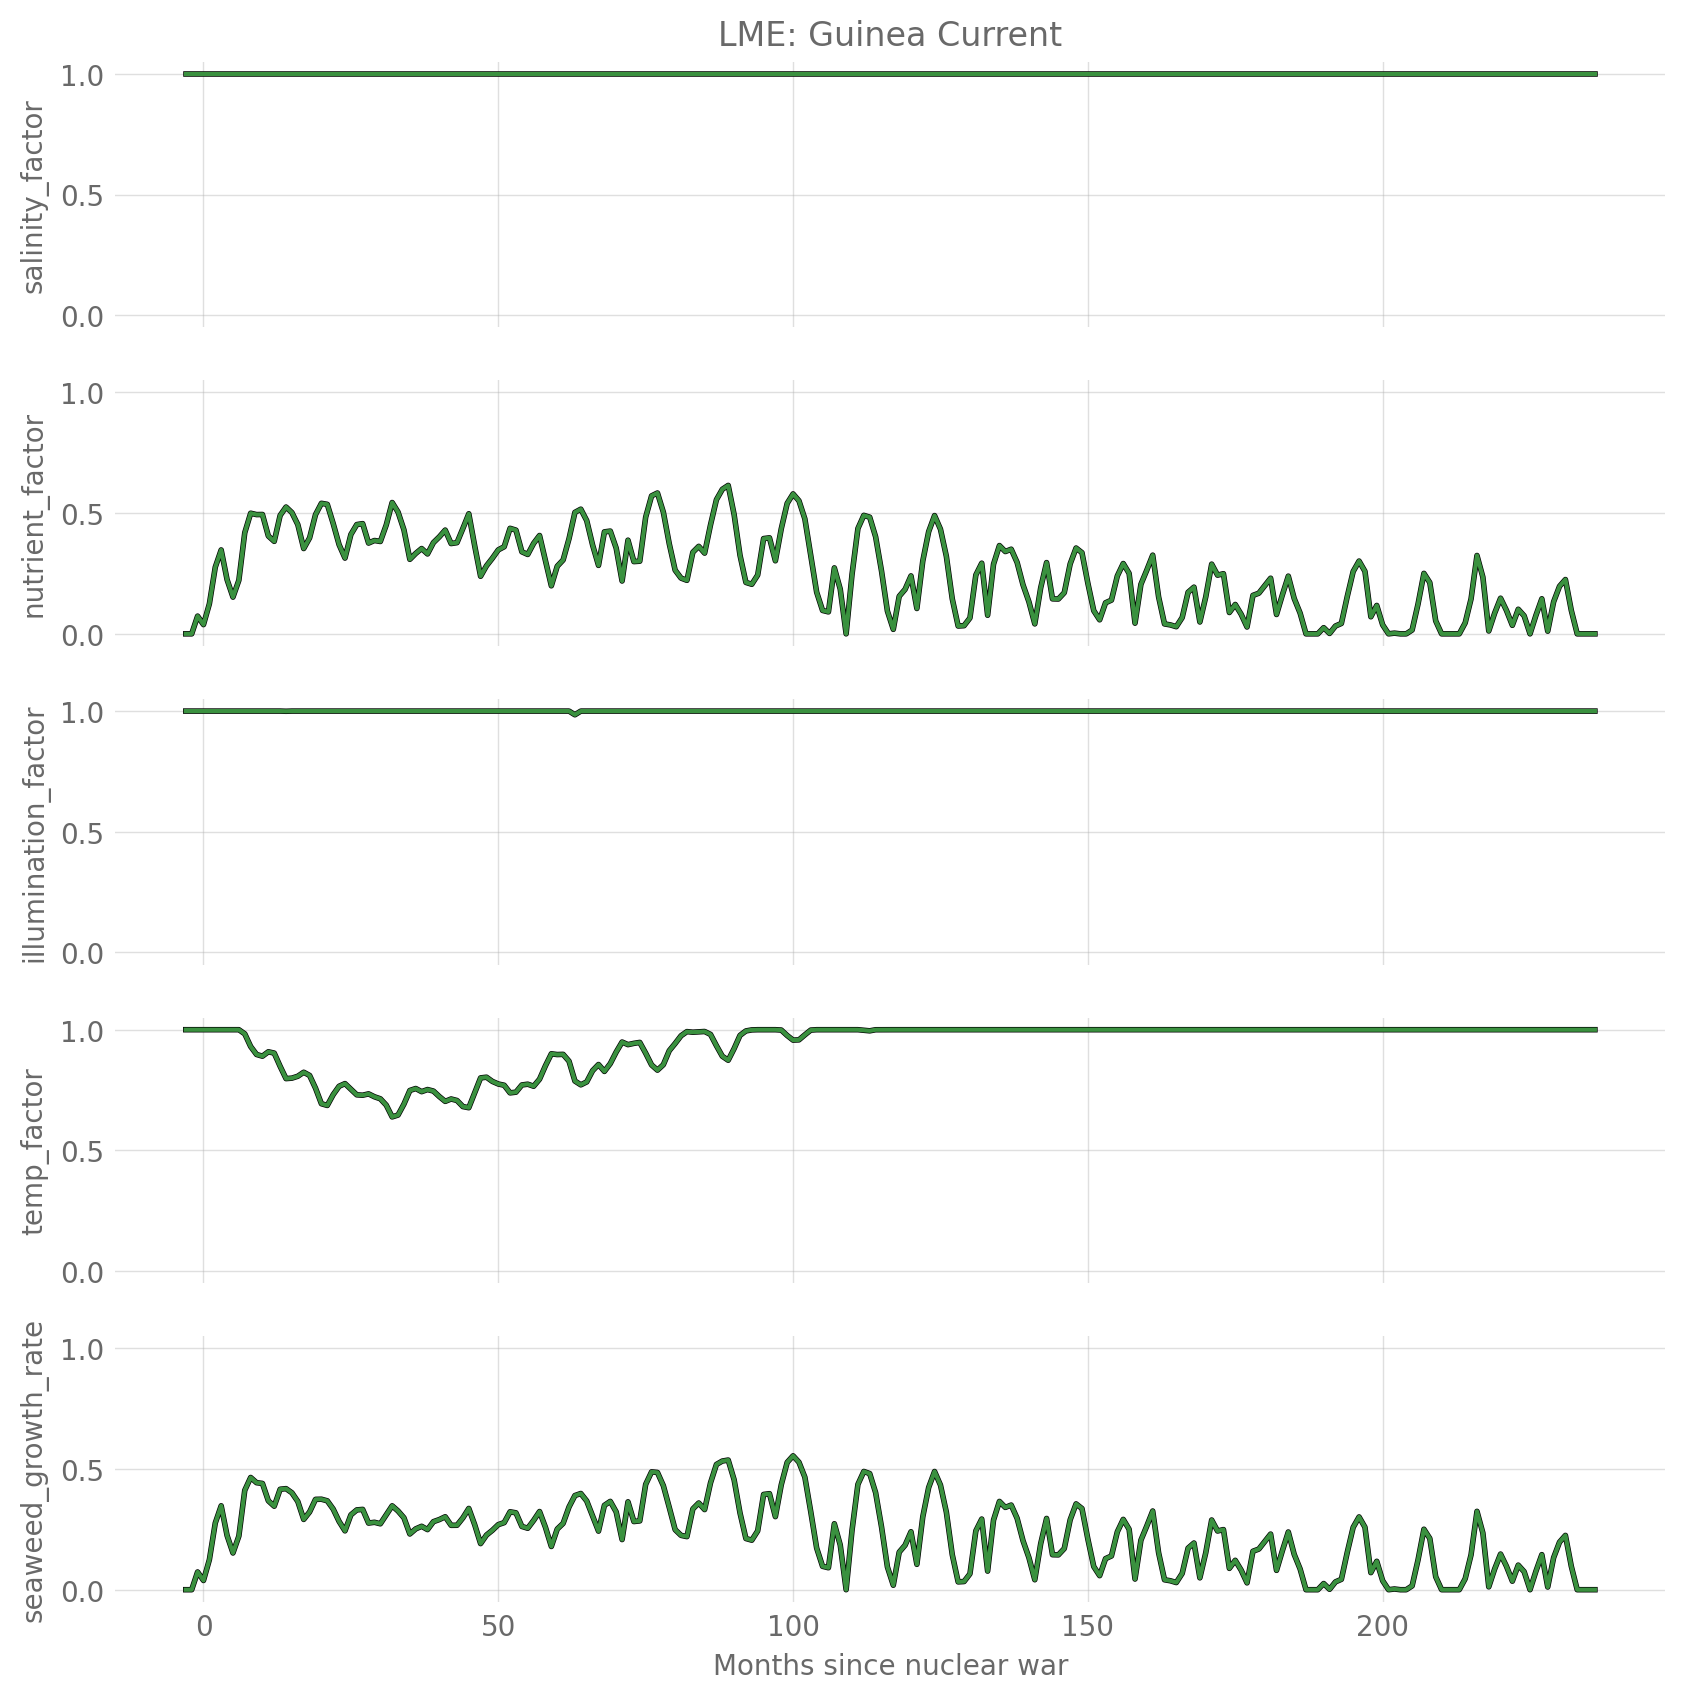 LME: Guinea Current
salinity_factor
1.0
0.5
0.0
nutrient_factor
1.0
0.5
0.0
illumination_factor
1.0
0.5
0.0
temp_factor
1.0
0.5
0.0
seaweed_growth_rate
1.0
0.5
0.0
0 50 100 150 200
Months since nuclear war